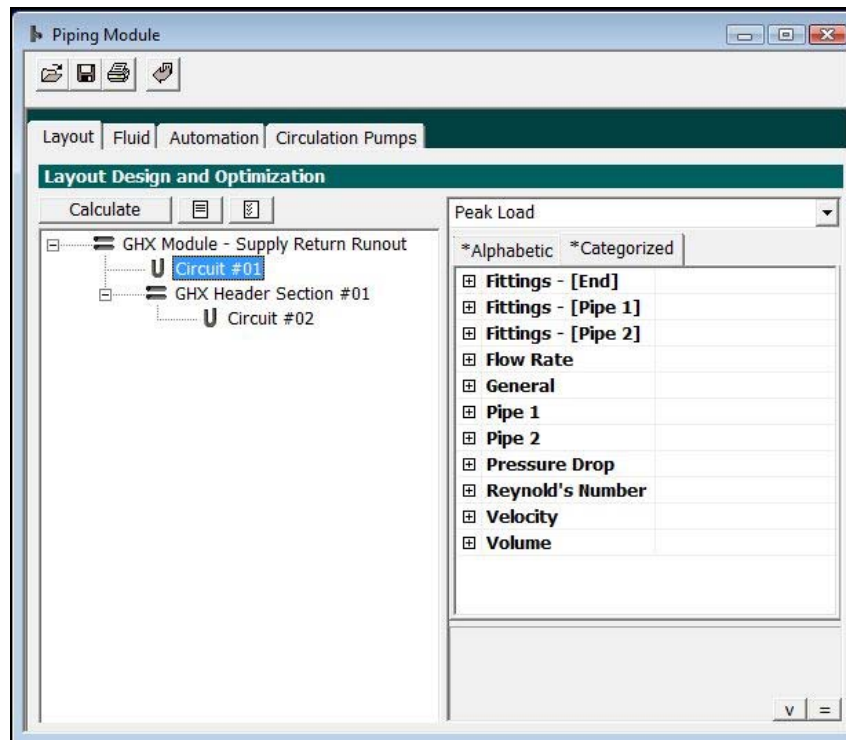 Piping Module
Layout Fluid Automation Circulation Pumps
Layout Design and Optimization
Calculate
GHX Module - Supply Return Runout
Circuit #01
GHX Header Section #01
Circuit #02
Peak Load
*Alphabetic *Categorized
Fittings - [End]
Fittings - [Pipe 1]
Fittings - [Pipe 2]
Flow Rate
General
Pipe 1
Pipe 2
Pressure Drop
Reynold's Number
Velocity
Volume
v =